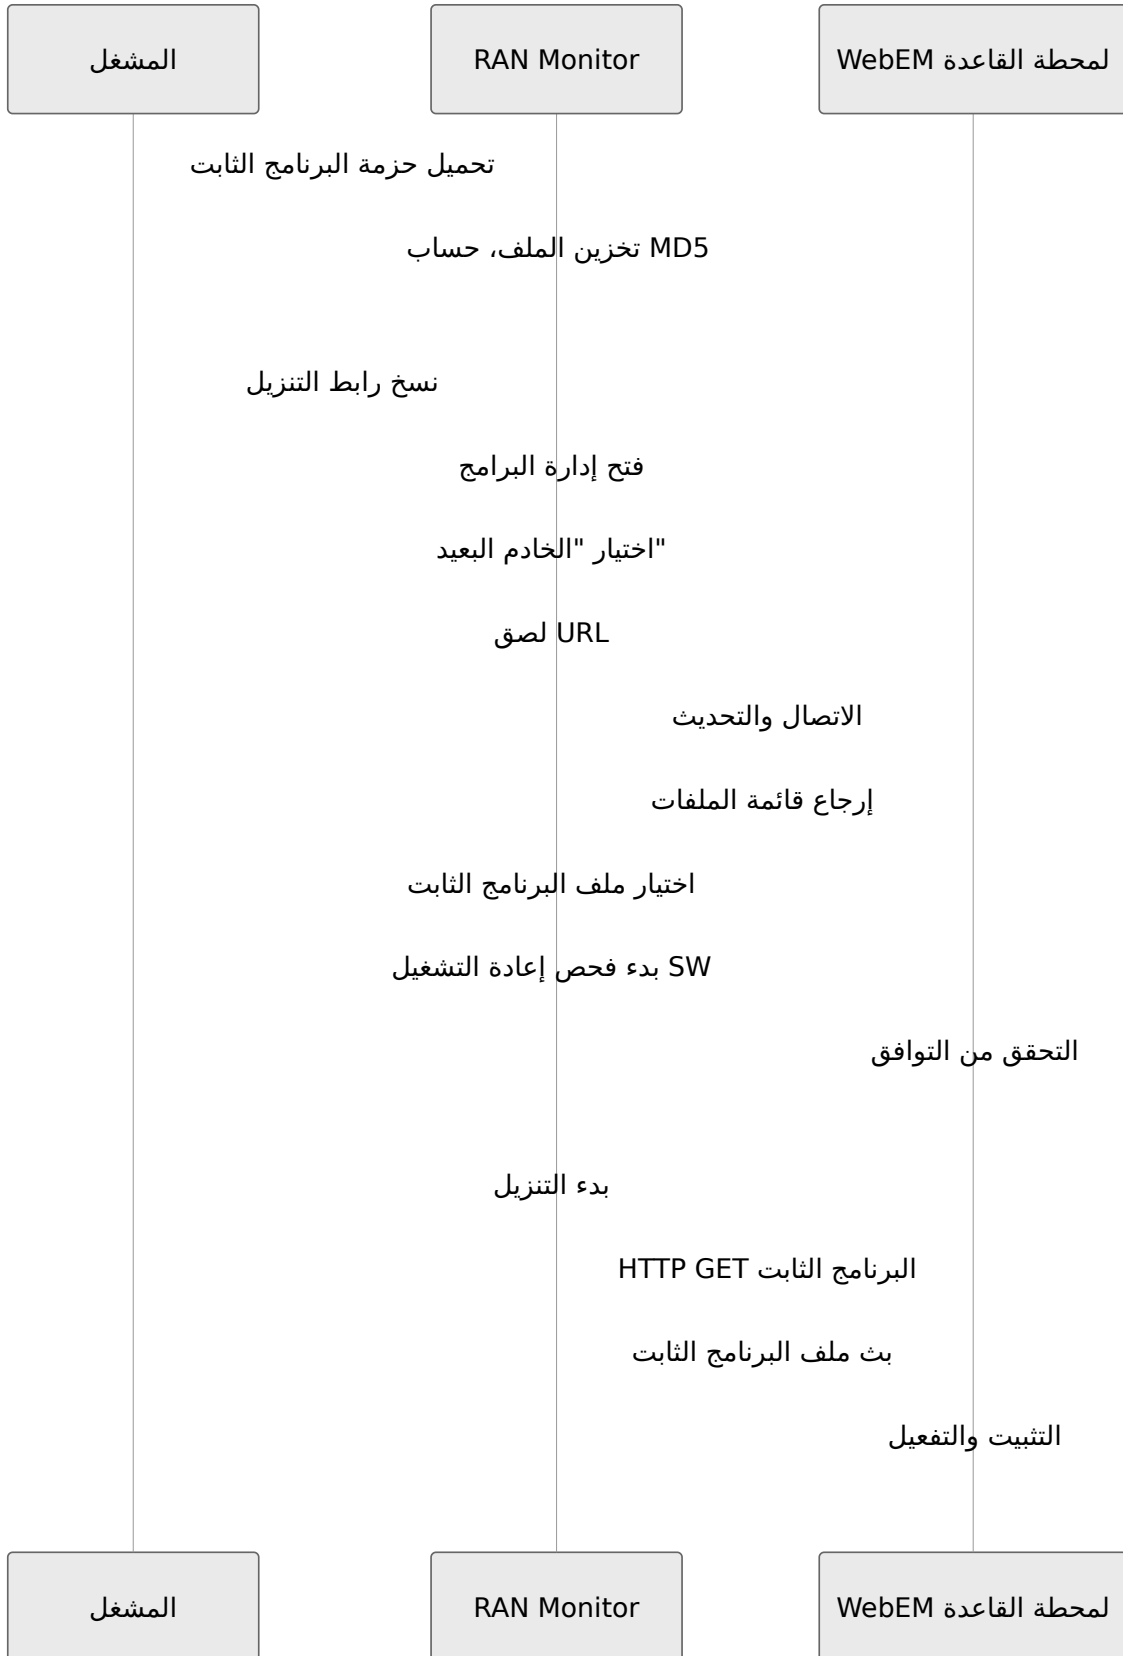 المشغل
RAN Monitor
WebEM لمحطة القاعدة
تحميل حزمة البرنامج الثابت
تخزين الملف، حساب MD5
نسخ رابط التنزيل
فتح إدارة البرامج
اختيار "الخادم البعيد"
لصق URL
الاتصال والتحديث
إرجاع قائمة الملفات
اختيار ملف البرنامج الثابت
بدء فحص إعادة التشغيل SW
التحقق من التوافق
بدء التنزيل
HTTP GET البرنامج الثابت
بث ملف البرنامج الثابت
التثبيت والتفعيل
المشغل
RAN Monitor
WebEM لمحطة القاعدة